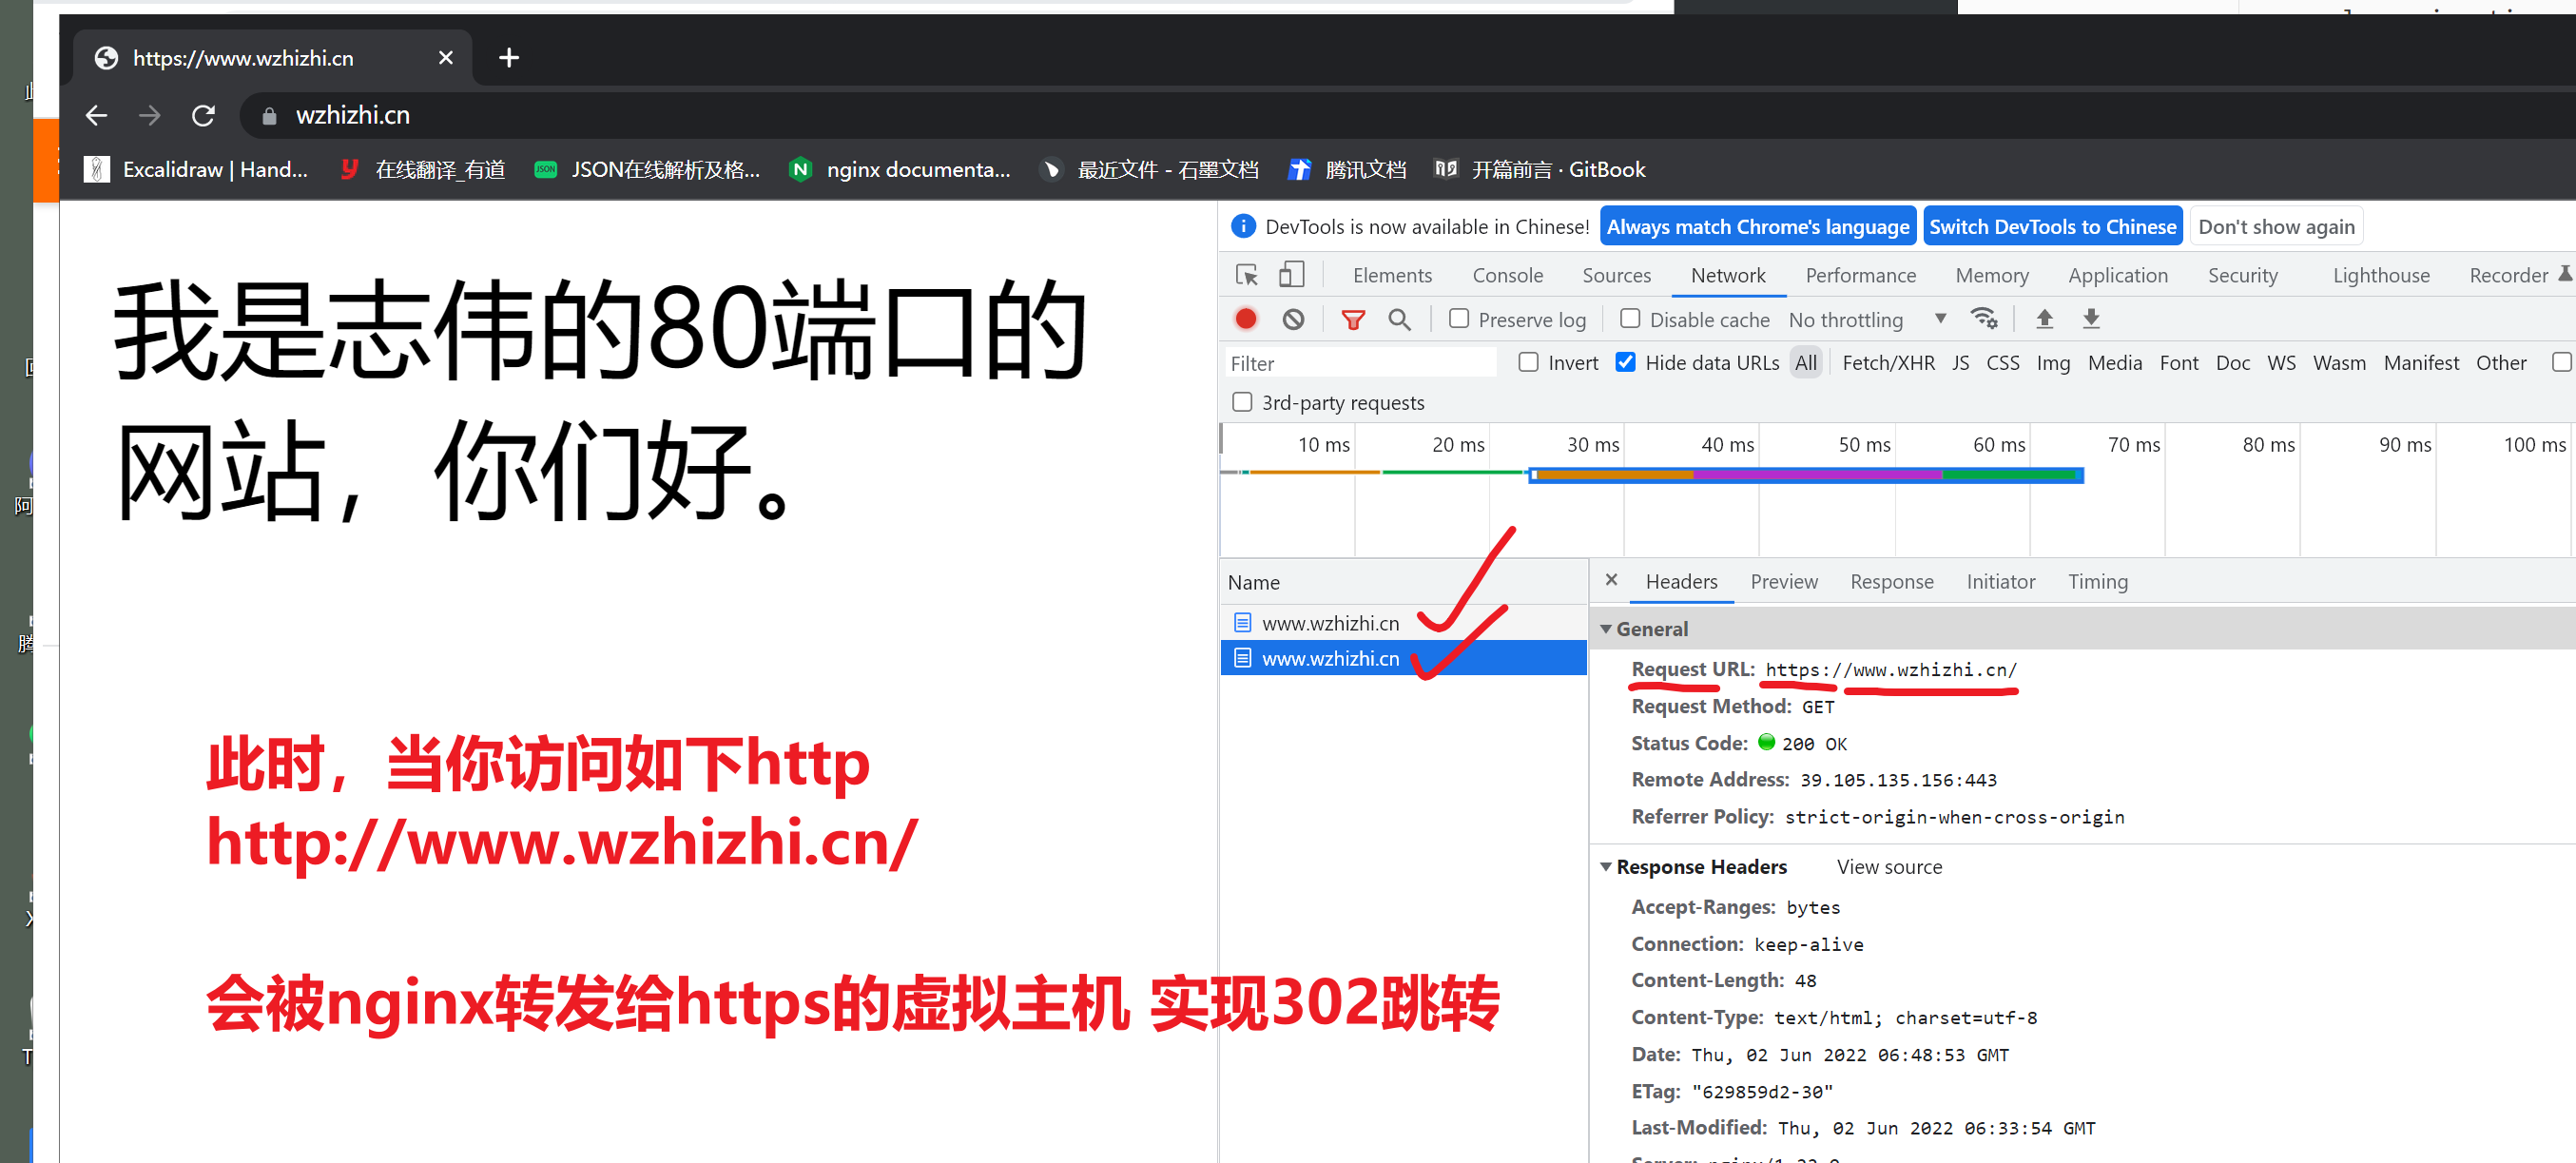 https://www.wzhizhi.cn
wzhizhi.cn
Excalidraw | Hand...
在线翻译_有道
JSON在线解析及格...
nginx documenta...
最近文件 - 石墨文档
腾讯文档
开篇前言 · GitBook
我是志伟的80端口的
网站，你们好。
此时，当你访问如下http
http://www.wzhizhi.cn/
会被nginx转发给https的虚拟主机 实现302跳转
DevTools is now available in Chinese! Always match Chrome's language Switch DevTools to Chinese Don't show again
Elements Console Sources Network Performance Memory Application Security Lighthouse Recorder
Preserve log Disable cache No throttling
Filter Invert Hide data URLs All Fetch/XHR JS CSS Img Media Font Doc WS Wasm Manifest Other
3rd-party requests
10 ms 20 ms 30 ms 40 ms 50 ms 60 ms 70 ms 80 ms 90 ms 100 ms
Name
www.wzhizhi.cn
www.wzhizhi.cn
Headers Preview Response Initiator Timing
General
Request URL: https://www.wzhizhi.cn/
Request Method: GET
Status Code: 200 OK
Remote Address: 39.105.135.156:443
Referrer Policy: strict-origin-when-cross-origin
Response Headers View source
Accept-Ranges: bytes
Connection: keep-alive
Content-Length: 48
Content-Type: text/html; charset=utf-8
Date: Thu, 02 Jun 2022 06:48:53 GMT
ETag: "629859d2-30"
Last-Modified: Thu, 02 Jun 2022 06:33:54 GMT